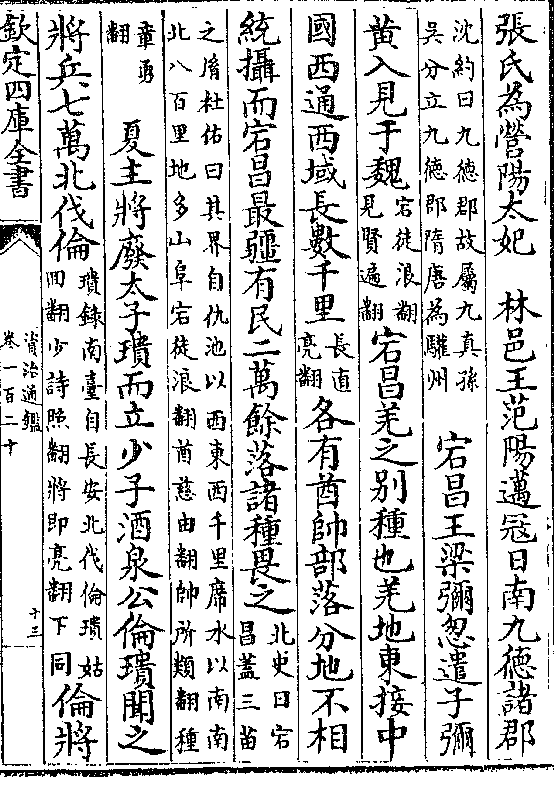 張氏為營陽太妃　林邑王范陽邁冦日南九德諸郡
沈約曰九德郡故屬九真孫
吳分立九德郡隋唐為驩州
宕昌王梁彌怱遣子彌
黄入見于魏
宕徒浪翻
見賢遍翻
宕昌羌之别種也羌地東接中
國西通西域長數千里
長直
亮翻
各有酋帥部落分地不相
統攝而宕昌最彊有民二萬餘落諸種畏之
北史曰宕
昌蓋三苗
之𦙍杜佑曰其界自仇池以西東西千里席水以南南
北八百里地多山阜宕徒浪翻酋慈由翻帥所類翻種
章勇
翻
夏主將廢太子璝而立少子酒泉公倫璝聞之
將兵七萬北伐倫
璝錄南臺自長安北伐倫璝姑
回翻少詩照翻將即亮翻下同
倫將
欽定四庫全書
資治通鑑
卷一百二十
十三